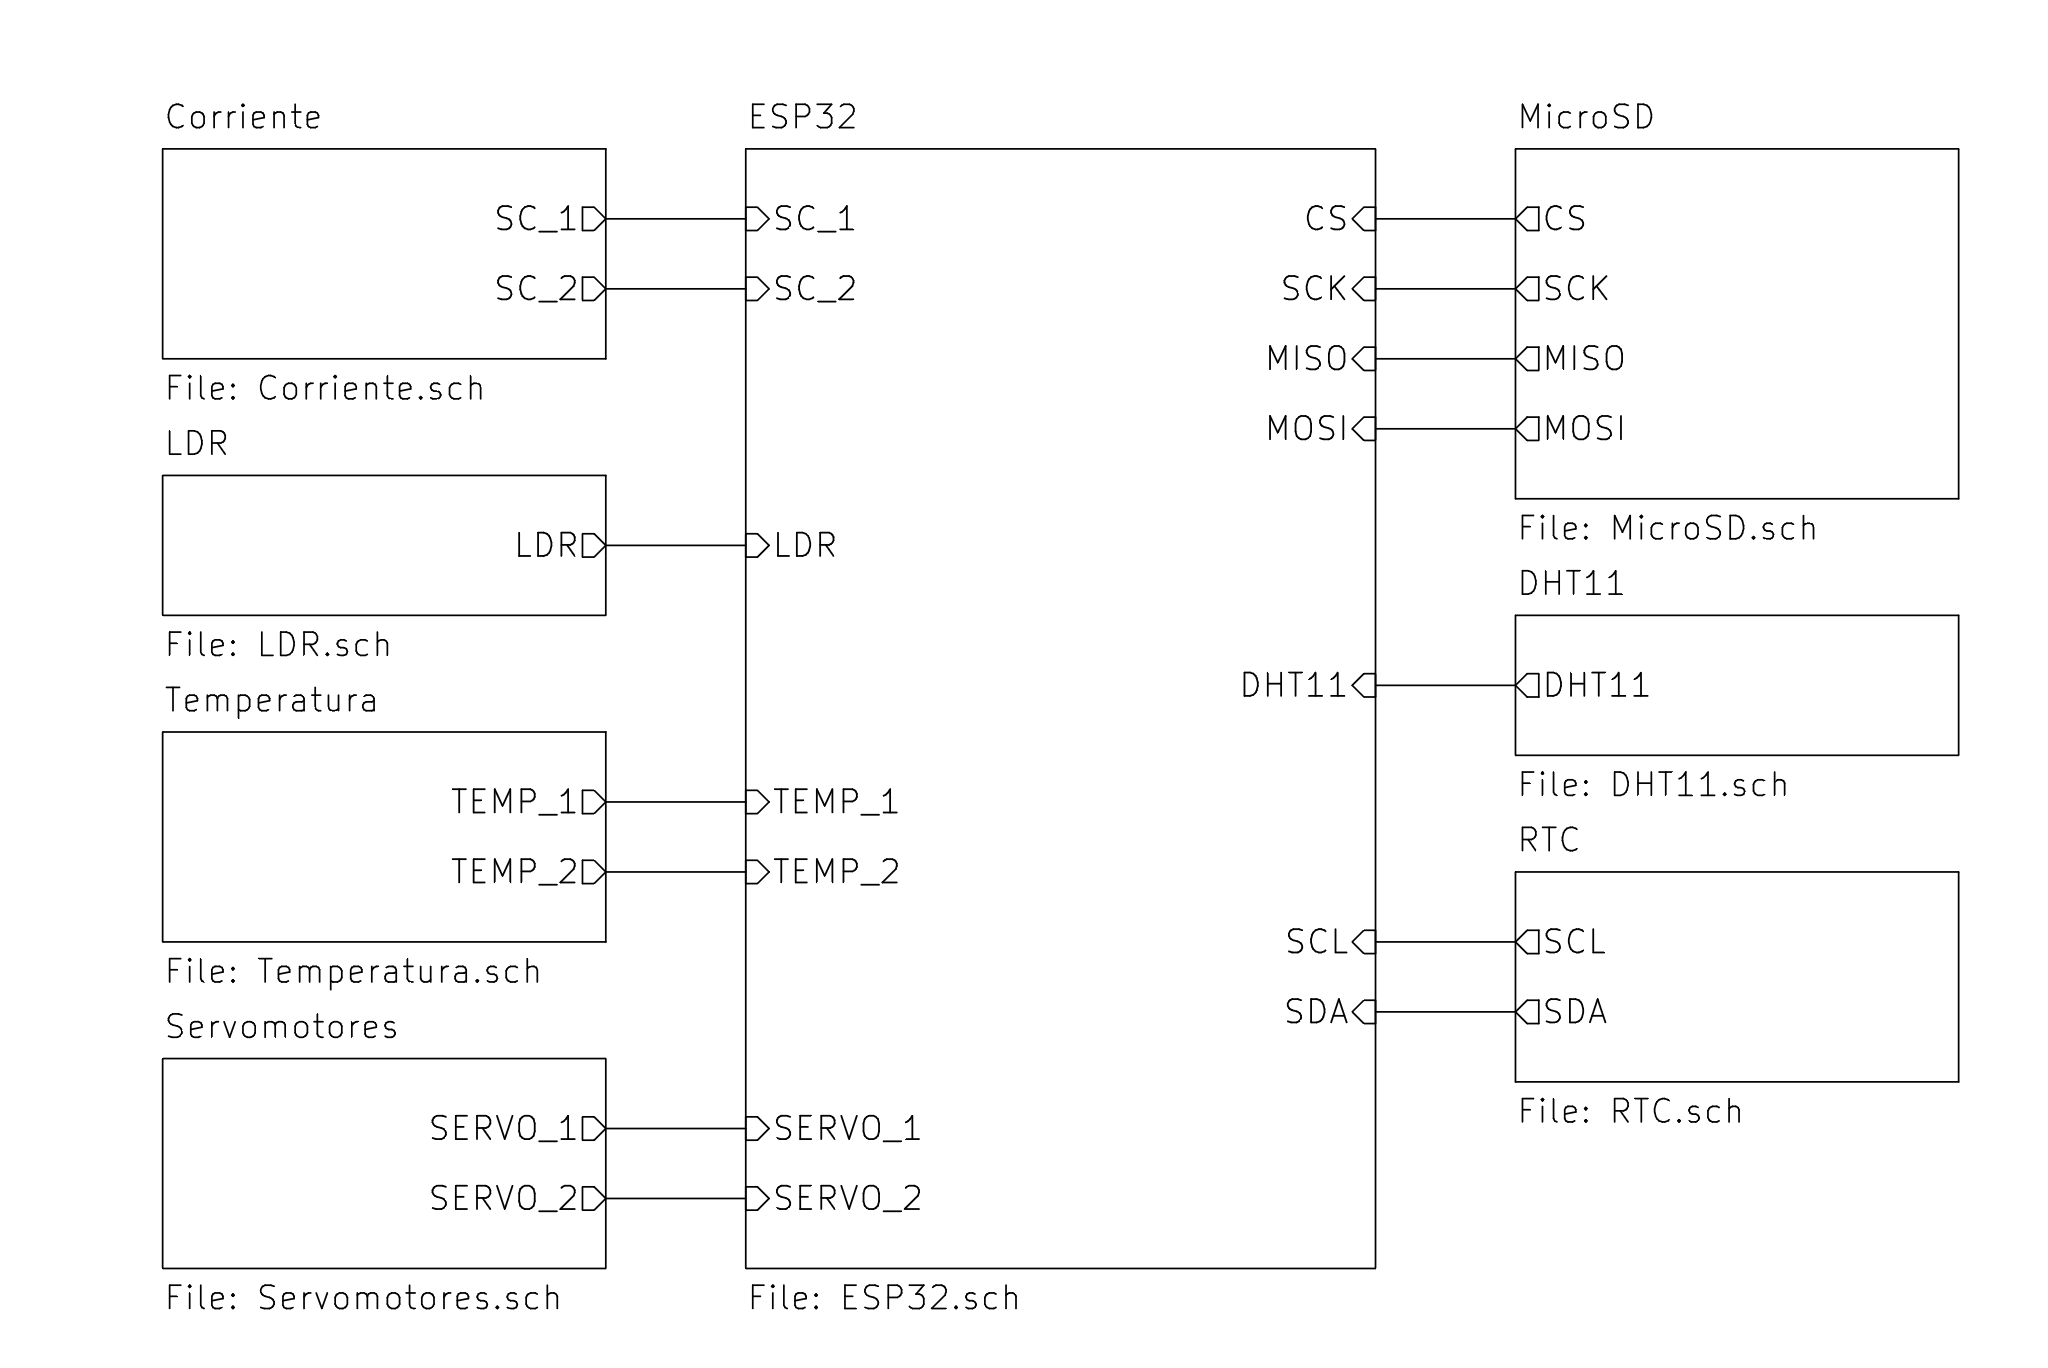 Corriente
SC_1
SC_2
File: Corriente.sch
LDR
LDR
File: LDR.sch
Temperatura
TEMP_1
TEMP_2
File: Temperatura.sch
Servomotores
SERVO_1
SERVO_2
File: Servomotores.sch
ESP32
SC_1
SC_2
LDR
TEMP_1
TEMP_2
SERVO_1
SERVO_2
CS
SCK
MISO
MOSI
DHT11
SCL
SDA
File: ESP32.sch
MicroSD
CS
SCK
MISO
MOSI
File: MicroSD.sch
DHT11
DHT11
File: DHT11.sch
RTC
SCL
SDA
File: RTC.sch